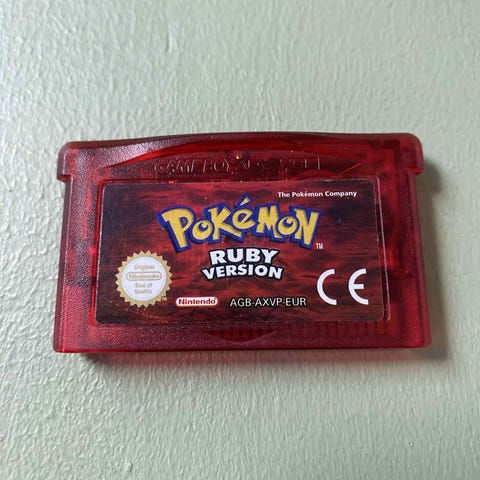 GAME BOY ADVANCE
The Pokémon Company
POKéMON
TM
RUBY
VERSION
Original
Nintendo
Seal of
Quality
Nintendo
AGB-AXVP-EUR
CE